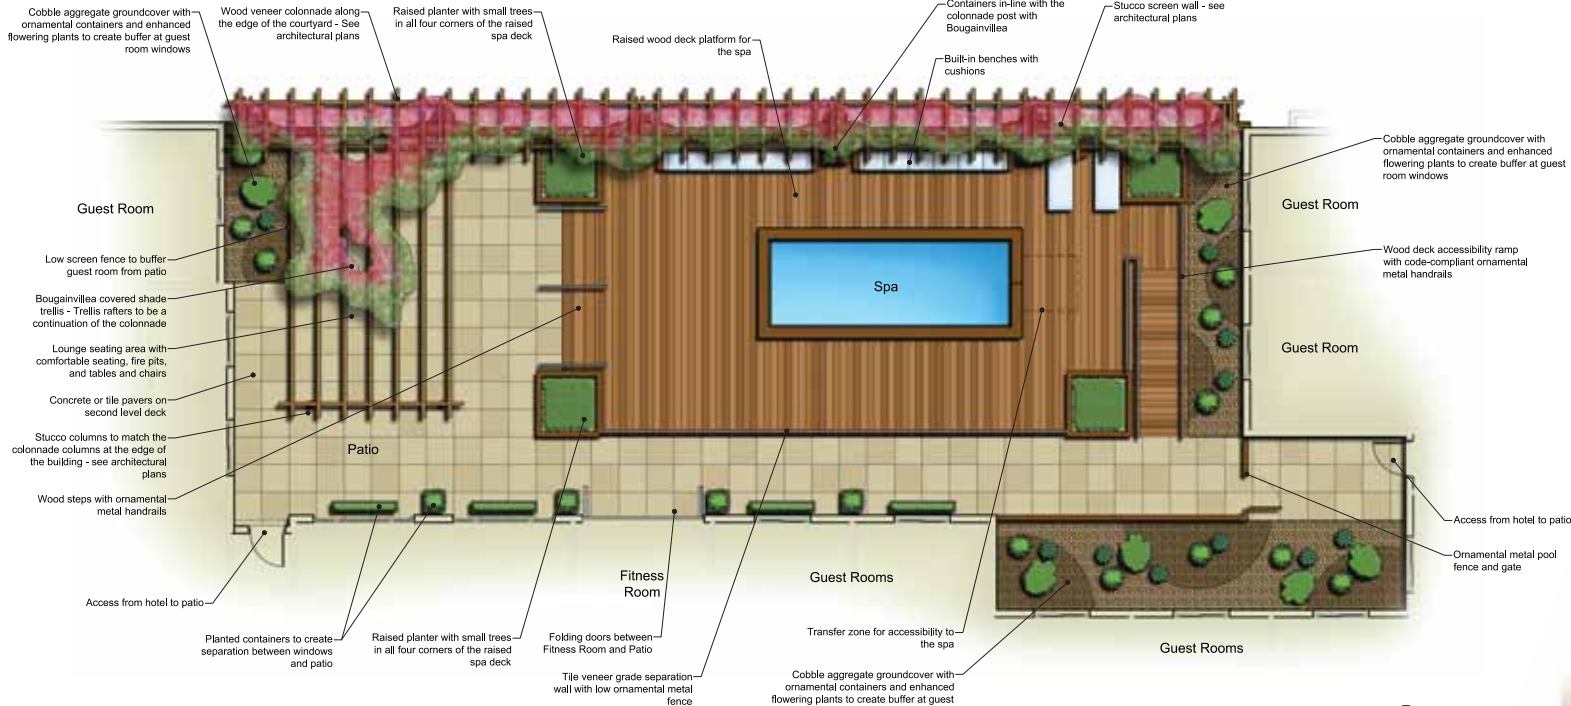 Cobble aggregate groundcover with
ornamental containers and enhanced
flowering plants to create buffer at guest
room windows
Wood veneer colonnade along
the edge of the courtyard - See
architectural plans
Raised planter with small trees
in all four corners of the raised
spa deck
Raised wood deck platform for
the spa
Containers in-line with the
colonnade post with
Bougainvillea
Built-in benches with
cushions
Stucco screen wall - see
architectural plans
Cobble aggregate groundcover with
ornamental containers and enhanced
flowering plants to create buffer at guest
room windows
Guest Room
Guest Room
Low screen fence to buffer
guest room from patio
Wood deck accessibility ramp
with code-compliant ornamental
metal handrails
Spa
Bougainvillea covered shade
trellis - Trellis rafters to be a
continuation of the colonnade
Lounge seating area with
comfortable seating, fire pits,
and tables and chairs
Guest Room
Concrete or tile pavers on
second level deck
Stucco columns to match the
colonnade columns at the edge of
the building - see architectural
plans
Patio
Wood steps with ornamental
metal handrails
Access from hotel to patio
Ornamental metal pool
fence and gate
Fitness
Room
Guest Rooms
Access from hotel to patio
Planted containers to create
separation between windows
and patio
Raised planter with small trees
in all four corners of the raised
spa deck
Folding doors between
Fitness Room and Patio
Transfer zone for accessibility to
the spa
Guest Rooms
Tile veneer grade separation
wall with low ornamental metal
fence
Cobble aggregate groundcover with
ornamental containers and enhanced
flowering plants to create buffer at guest